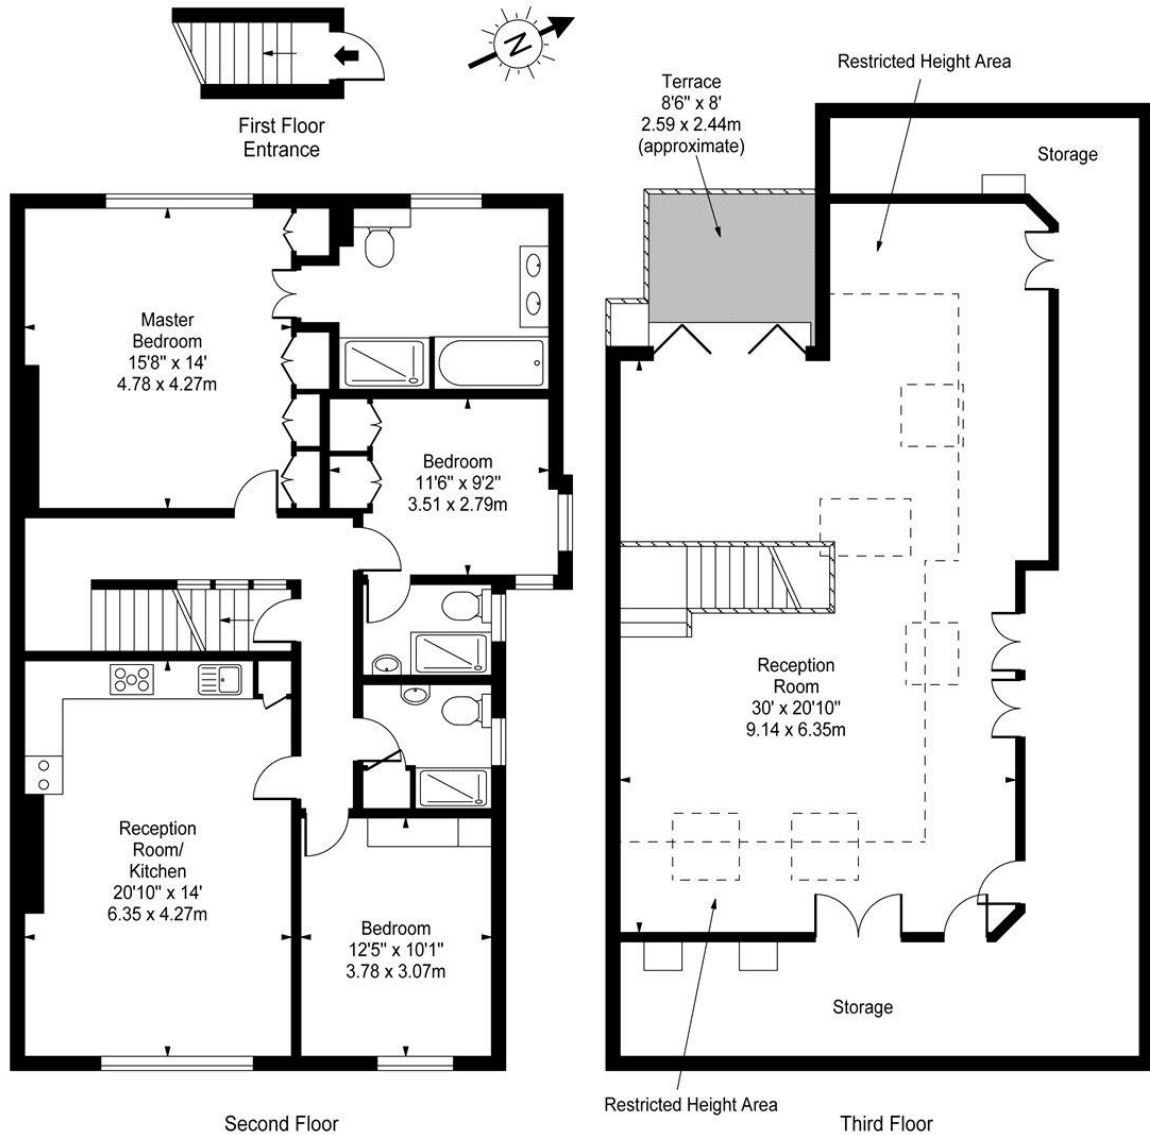 First Floor
Entrance
N
Restricted Height Area
Terrace
8'6" x 8'
2.59 x 2.44m
(approximate)
Storage
Master
Bedroom
15'8" x 14'
4.78 x 4.27m
Bedroom
11'6" x 9'2"
3.51 x 2.79m
Reception
Room
30' x 20'10"
9.14 x 6.35m
Reception
Room/
Kitchen
20'10" x 14'
6.35 x 4.27m
Bedroom
12'5" x 10'1"
3.78 x 3.07m
Storage
Restricted Height Area
Second Floor
Third Floor